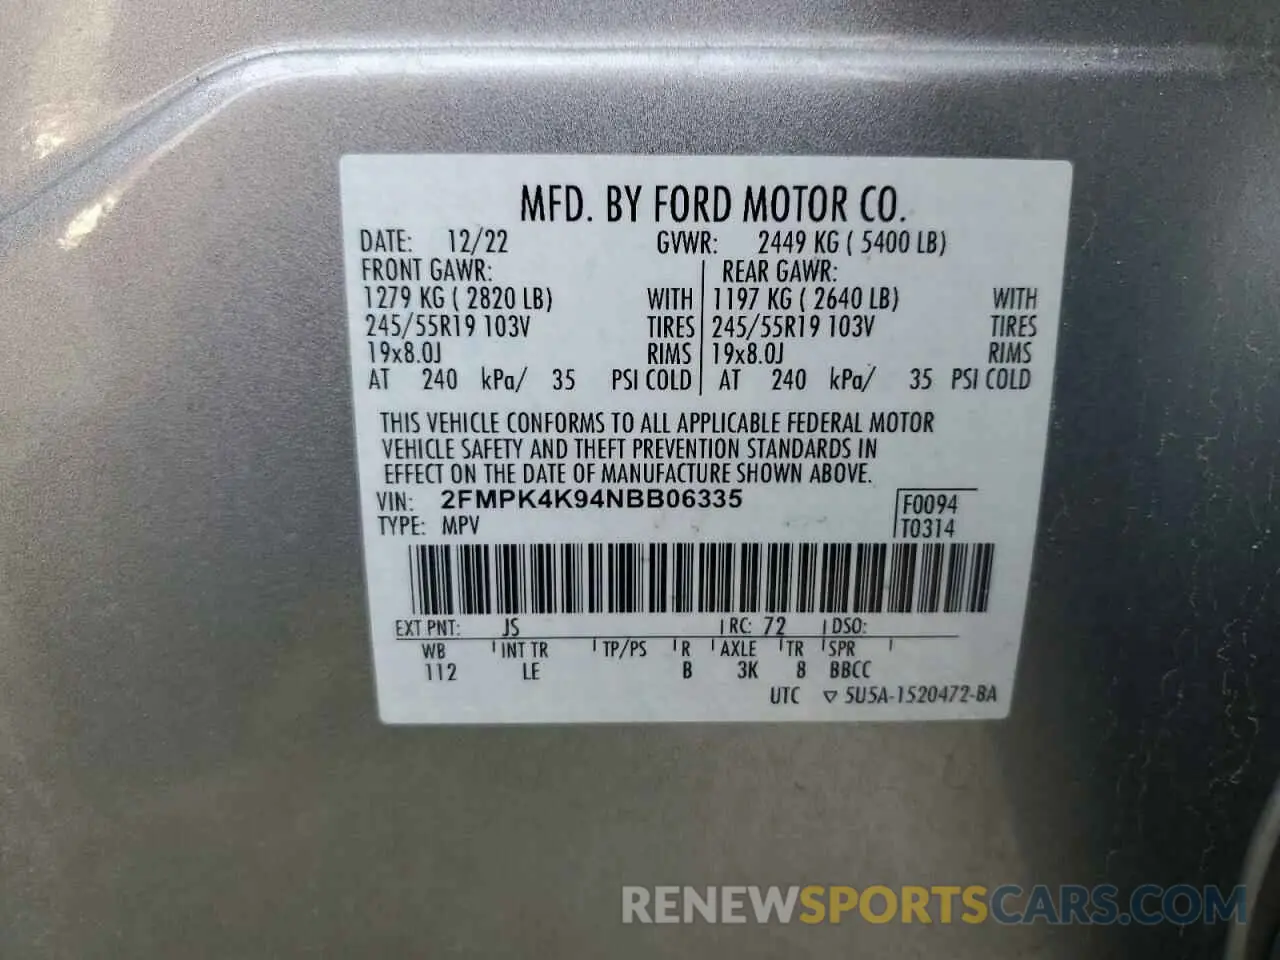 MFD. BY FORD MOTOR CO.
DATE: 12/22 GVWR: 2449 KG ( 5400 LB)
FRONT GAWR: REAR GAWR:
1279 KG ( 2820 LB) WITH 1197 KG ( 2640 LB) WITH
245/55R19 103V TIRES 245/55R19 103V TIRES
19x8.0J RIMS 19x8.0J RIMS
AT 240 kPa/ 35 PSI COLD AT 240 kPa/ 35 PSI COLD
THIS VEHICLE CONFORMS TO ALL APPLICABLE FEDERAL MOTOR
VEHICLE SAFETY AND THEFT PREVENTION STANDARDS IN
EFFECT ON THE DATE OF MANUFACTURE SHOWN ABOVE.
VIN: 2FMPK4K94NBB06335 F0094
TYPE: MPV T0314
EXT PNT: JS RC: 72 DSO:
WB INT TR TP/PS R AXLE TR SPR
112 LE B 3K 8 BBCC
UTC ▽ 5U5A-1520472-BA
RENEWSPORTSCARS.COM